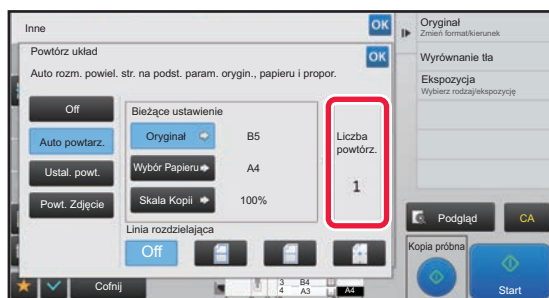 Inne
OK
Powtórz układ
OK
Auto rozm. powiel. str. na podst. param. orygin., papieru i propor.
Off
Auto powtarz.
Ustal. powt.
Powt. Zdjęcie
Bieżące ustawienie
Oryginał
B5
Wybór Papieru
A4
Skala Kopii
100%
Liczba
powtórz.
1
Linia rozdzielająca
Off
Cofnij
3 B4
4 A3
A4
Oryginał
Zmień format/kierunek
Wyrównanie tła
Ekspozycja
Wybierz rodzaj/ekspozycję
Podgląd
CA
Kopia próbna
Start